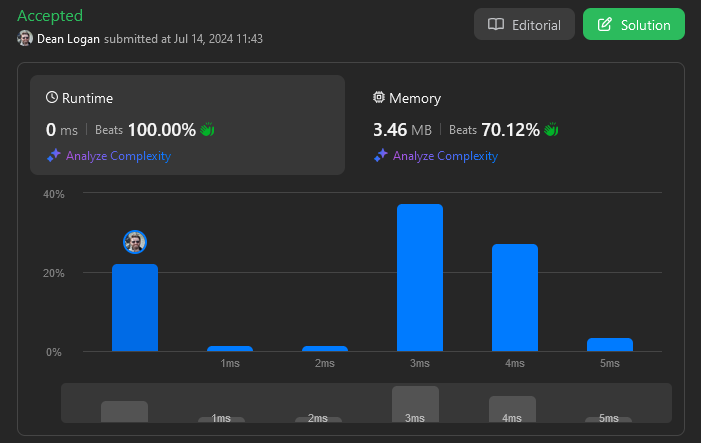 Accepted
Editorial
Solution
Dean Logan submitted at Jul 14, 2024 11:43
Runtime
Memory
0 ms | Beats 100.00%
3.46 MB | Beats 70.12%
Analyze Complexity
Analyze Complexity
40%
20%
0%
1ms 2ms 3ms 4ms 5ms
1ms 2ms 3ms 4ms 5ms